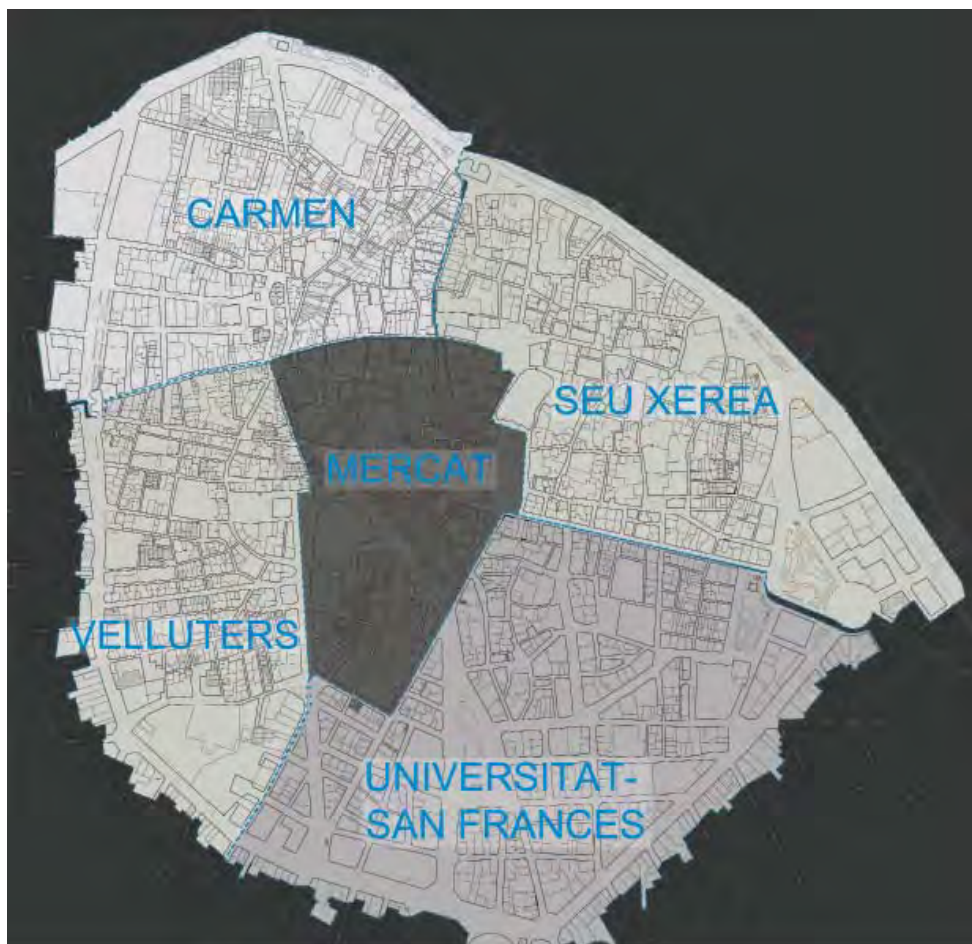 CARMEN
SEU XEREA
MERCAT
VELLUTERS
UNIVERSITAT-
SAN FRANCES